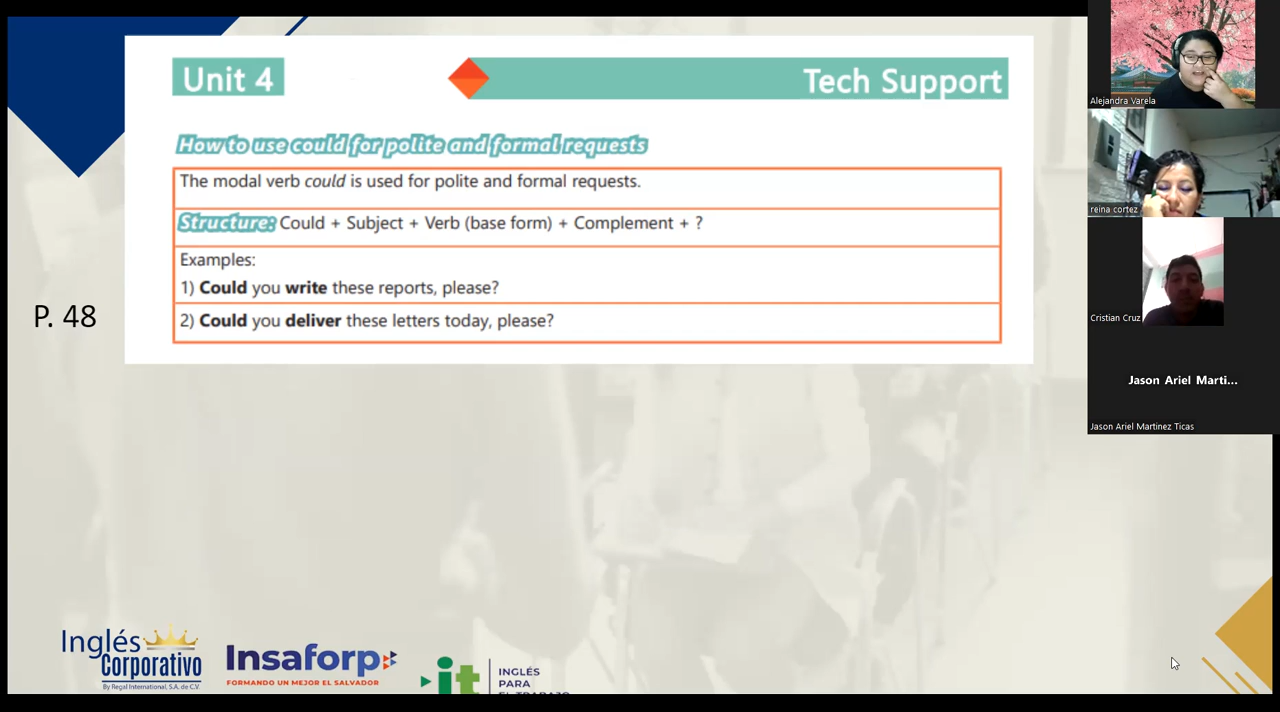 Unit 4
Tech Support
How to use could for polite and formal requests
The modal verb could is used for polite and formal requests.
Structure: Could + Subject + Verb (base form) + Complement + ?
Examples:
1) Could you write these reports, please?
2) Could you deliver these letters today, please?
P. 48
Inglés
Corporativo
By Regal International, S.A. de C.V.
Insaforp
FORMANDO UN MEJOR EL SALVADOR
it
INGLÉS
PARA
EL TRABAJO
Alejandra Varela
reina cortez
Cristian Cruz
Jason Ariel Marti...
Jason Ariel Martinez Ticas